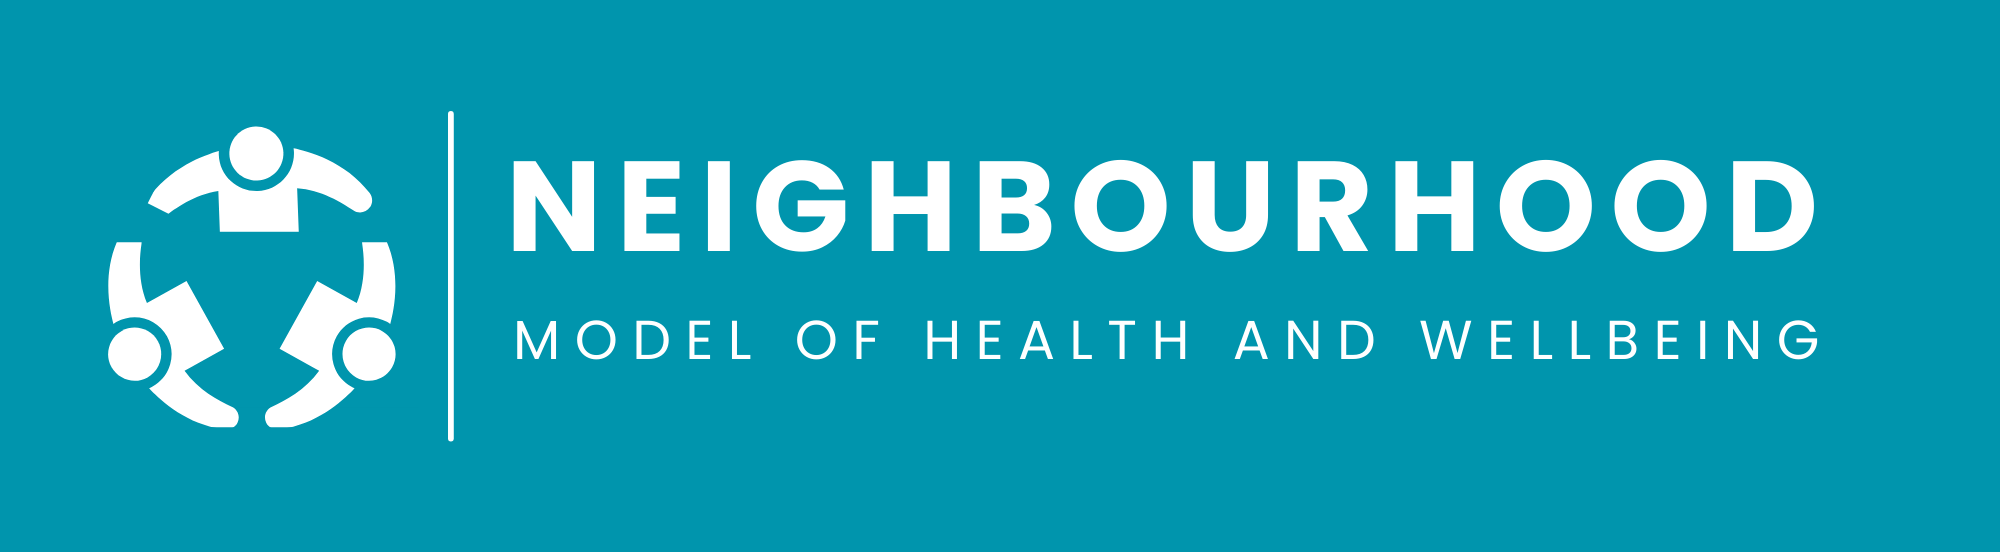 NEIGHBOURHOOD
MODEL OF HEALTH AND WELLBEING